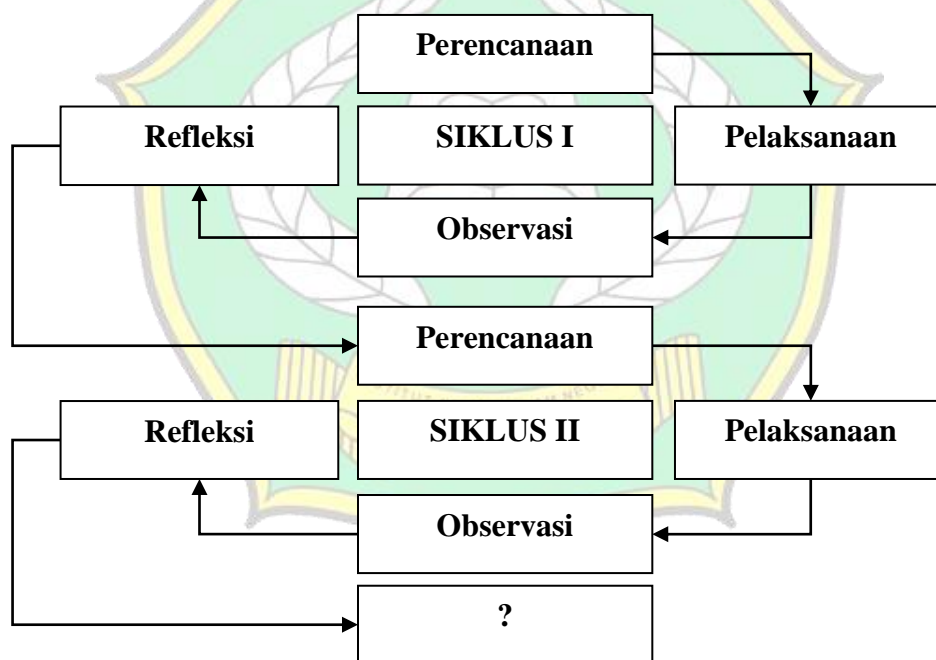 Perencanaan
Refleksi
SIKLUS I
Pelaksanaan
Observasi
Perencanaan
Refleksi
SIKLUS II
Pelaksanaan
Observasi
?